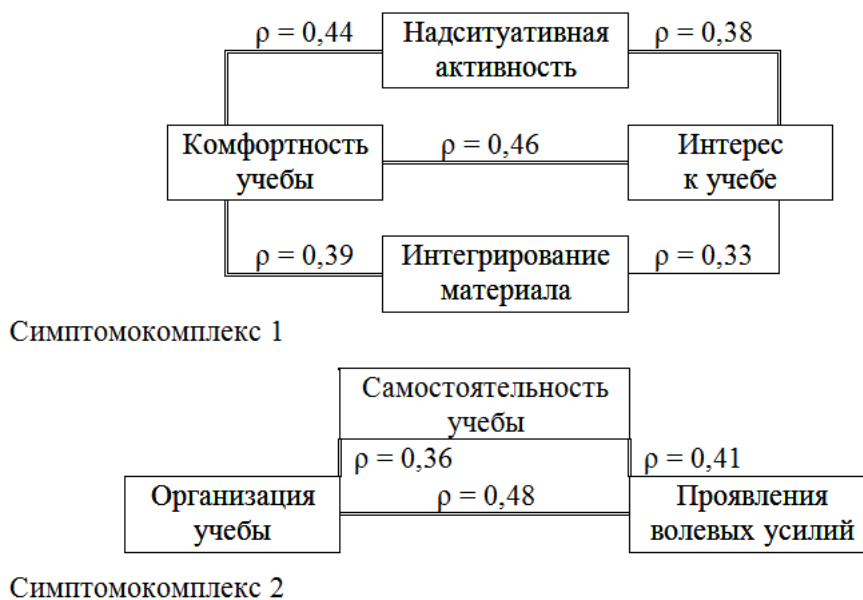 ρ = 0,44
Надситуативная
активность
ρ = 0,38
Комфортность
учебы
ρ = 0,46
Интерес
к учебе
ρ = 0,39
Интегрирование
материала
ρ = 0,33
Симптомокомплекс 1
Самостоятельность
учебы
ρ = 0,36
ρ = 0,41
Организация
учебы
ρ = 0,48
Проявления
волевых усилий
Симптомокомплекс 2